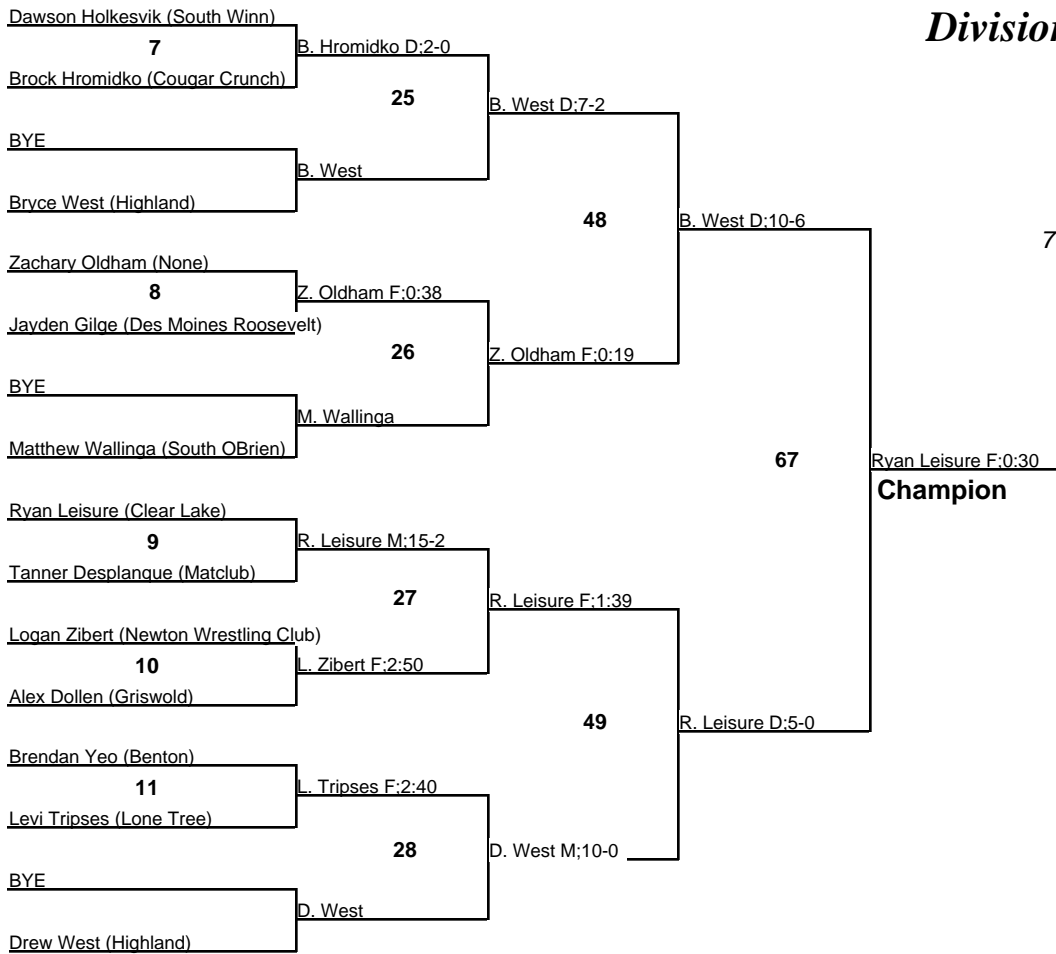 Dawson Holkesvik (South Winn)
Division
7
B. Hromidko D;2-0
Brock Hromidko (Cougar Crunch)
25
B. West D;7-2
BYE
B. West
Bryce West (Highland)
48
B. West D;10-6
7
Zachary Oldham (None)
8
Z. Oldham F;0:38
Jayden Gilge (Des Moines Roosevelt)
26
Z. Oldham F;0:19
BYE
M. Wallinga
Matthew Wallinga (South OBrien)
67
Ryan Leisure F;0:30
Champion
Ryan Leisure (Clear Lake)
9
R. Leisure M;15-2
Tanner Desplanque (Matclub)
27
R. Leisure F;1:39
Logan Zibert (Newton Wrestling Club)
10
L. Zibert F;2:50
Alex Dollen (Griswold)
49
R. Leisure D;5-0
Brendan Yeo (Benton)
11
L. Tripses F;2:40
Levi Tripses (Lone Tree)
28
D. West M;10-0
BYE
D. West
Drew West (Highland)